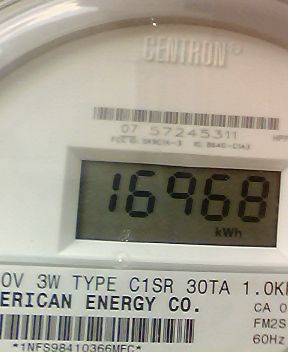 CENTRON®
07 57245311
16968
kWh
0V 3W TYPE C1SR 30TA 1.0K
ERICAN ENERGY CO.
CA 0
FM2S
60Hz
*1NFS98410366MFC*